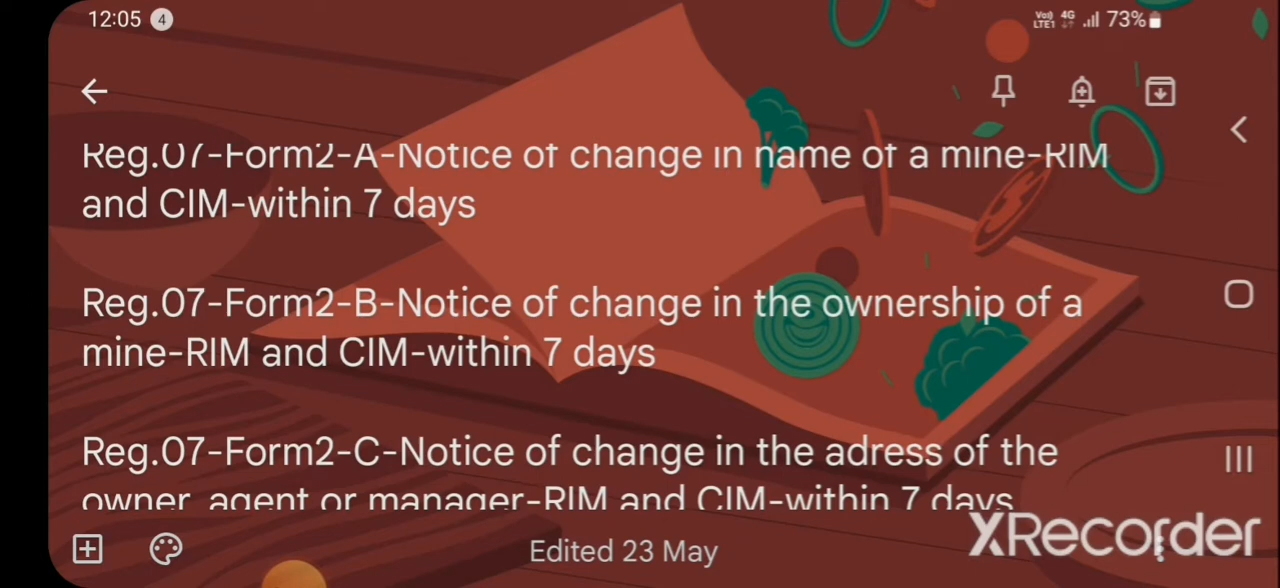 12:05 4
Vo) 4G
LTE1 73%
Reg.07-Form2-A-Notice of change in name of a mine-RIM
and CIM-within 7 days
Reg.07-Form2-B-Notice of change in the ownership of a
mine-RIM and CIM-within 7 days
Reg.07-Form2-C-Notice of change in the adress of the
owner, agent or manager-RIM and CIM-within 7 days
Edited 23 May
XRecorder